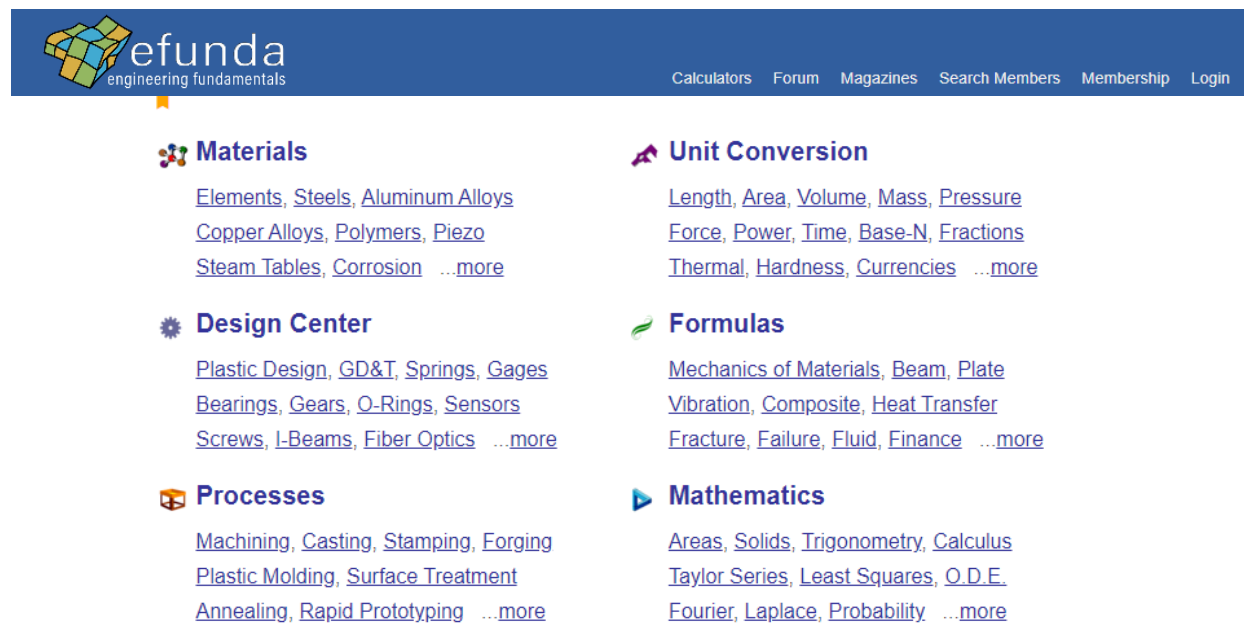 efunda
engineering fundamentals
Calculators Forum Magazines Search Members Membership Login
Materials
Elements, Steels, Aluminum Alloys
Copper Alloys, Polymers, Piezo
Steam Tables, Corrosion ...more
Unit Conversion
Length, Area, Volume, Mass, Pressure
Force, Power, Time, Base-N, Fractions
Thermal, Hardness, Currencies ...more
Design Center
Plastic Design, GD&T, Springs, Gages
Bearings, Gears, O-Rings, Sensors
Screws, I-Beams, Fiber Optics ...more
Formulas
Mechanics of Materials, Beam, Plate
Vibration, Composite, Heat Transfer
Fracture, Failure, Fluid, Finance ...more
Processes
Machining, Casting, Stamping, Forging
Plastic Molding, Surface Treatment
Annealing, Rapid Prototyping ...more
Mathematics
Areas, Solids, Trigonometry, Calculus
Taylor Series, Least Squares, O.D.E.
Fourier, Laplace, Probability ...more